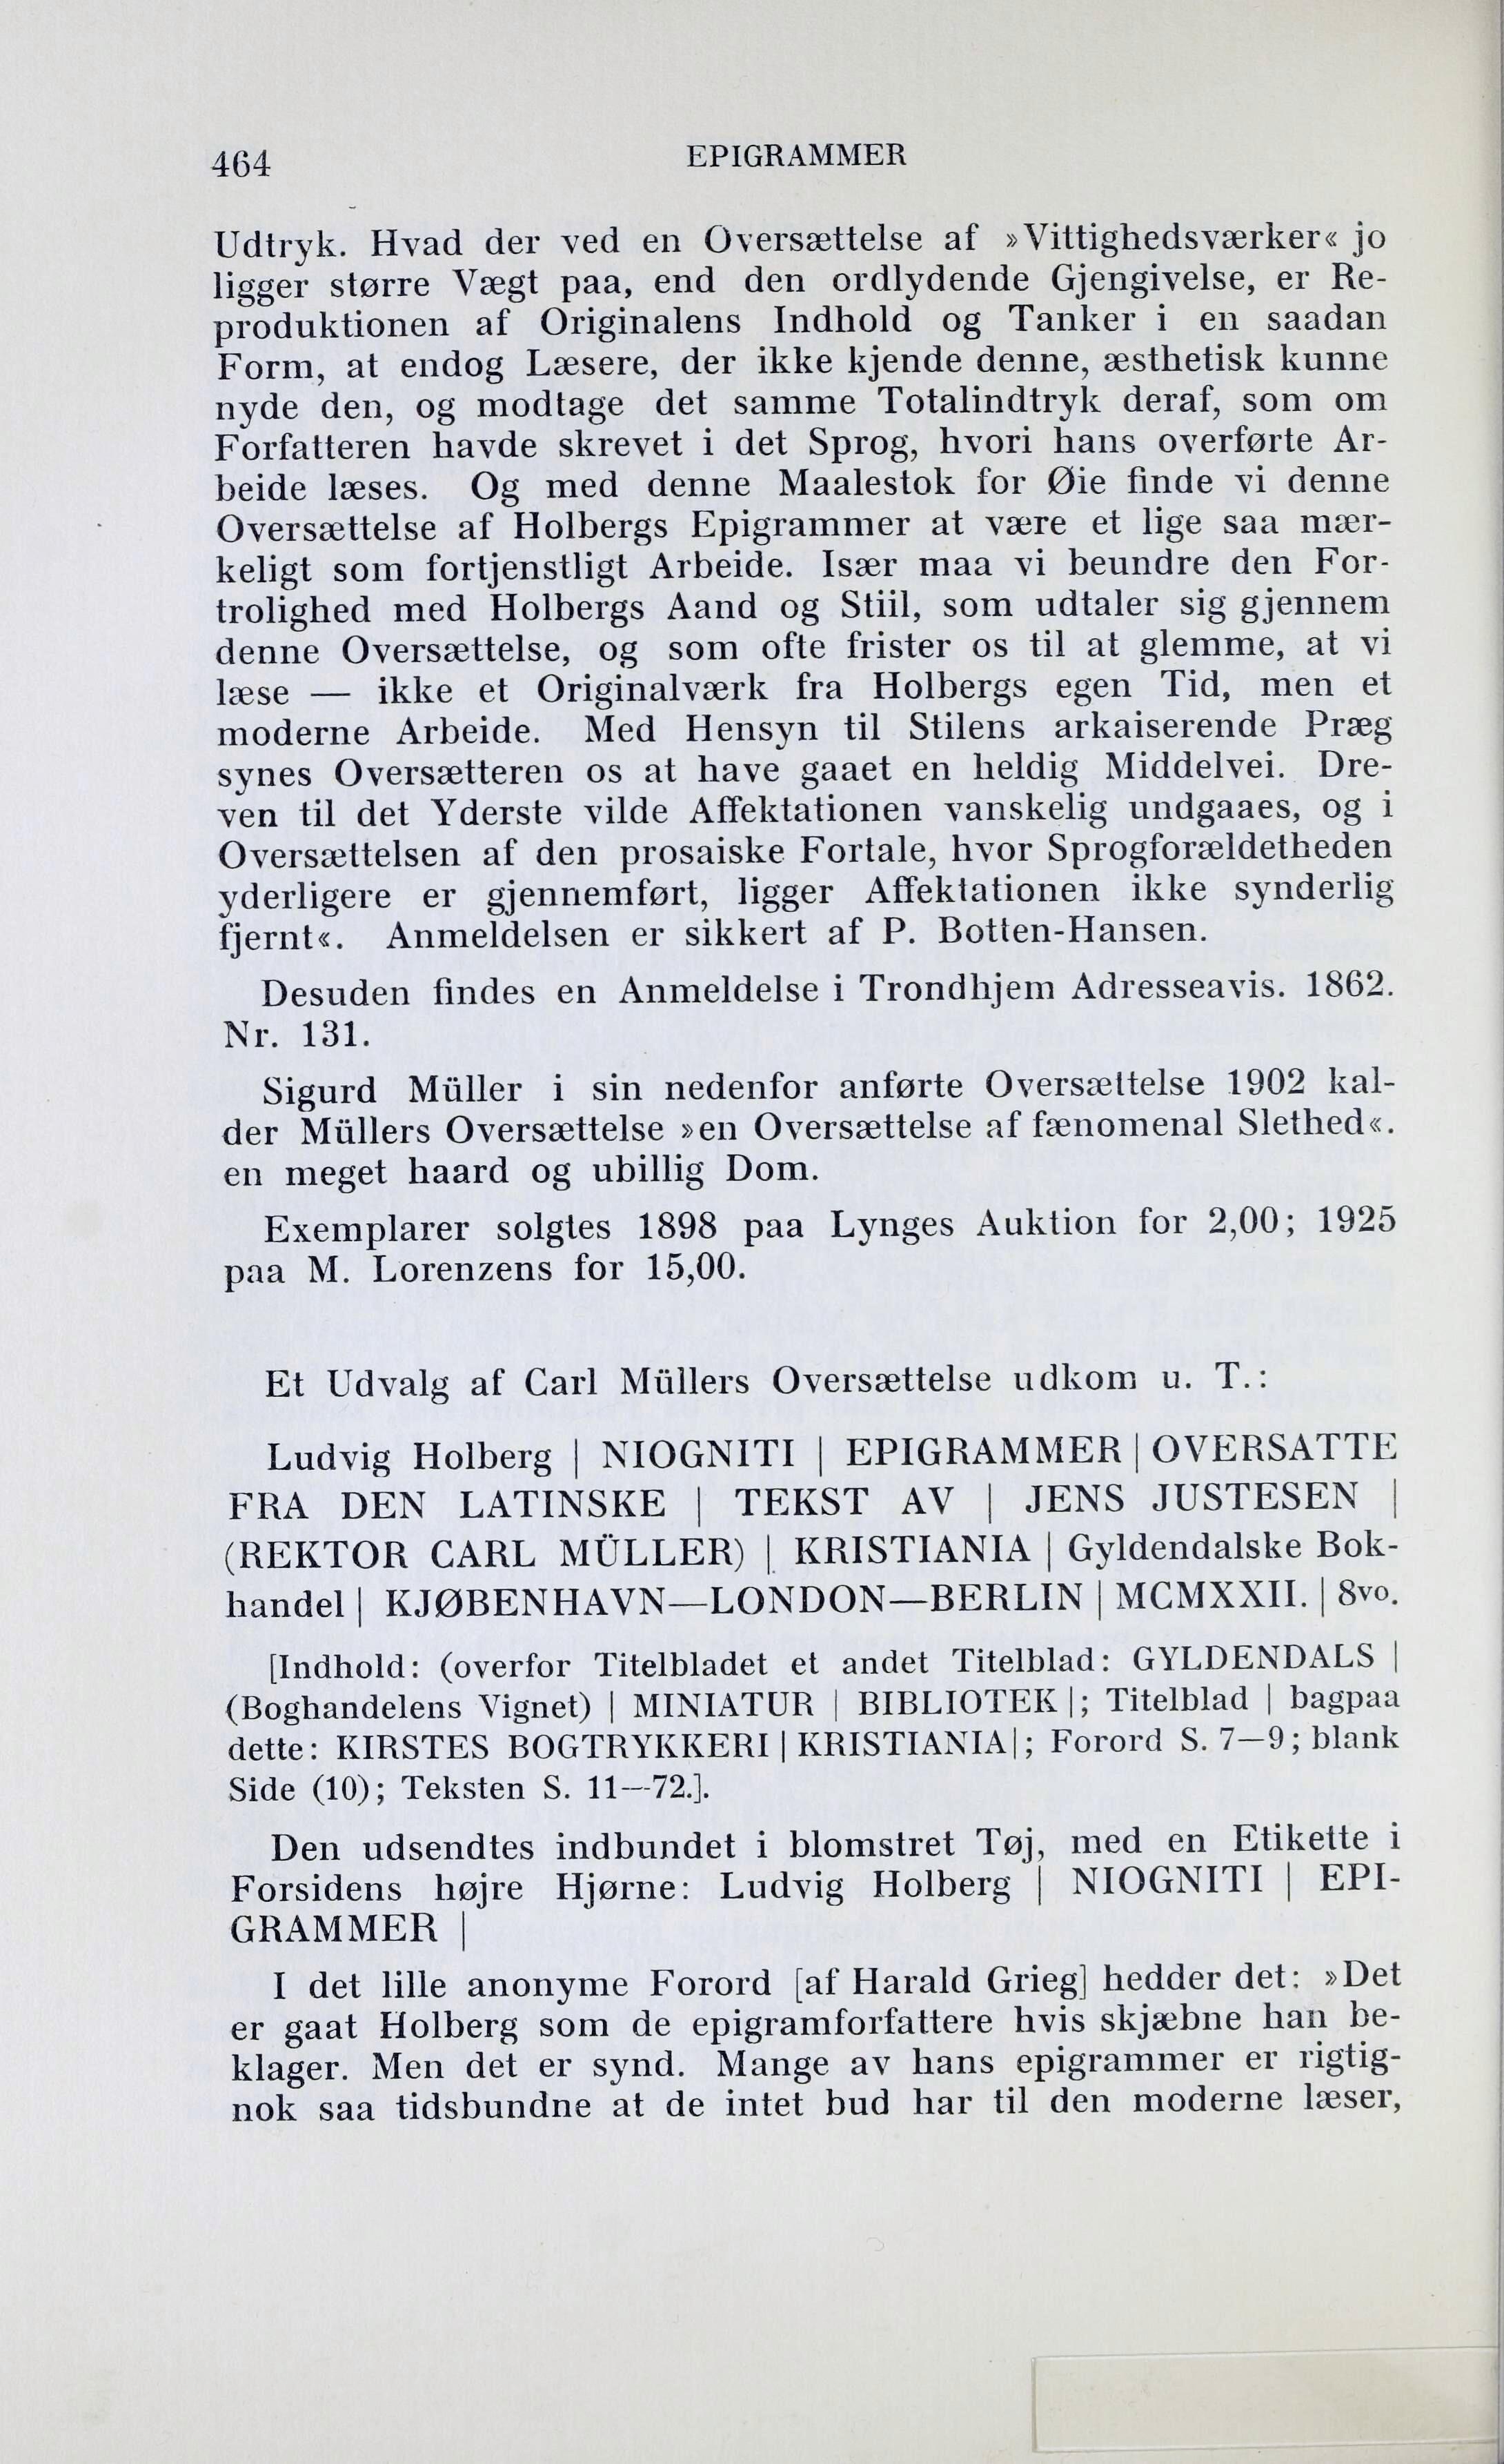 464
EPIGRAMMER
Udtryk. Hvad der ved en Oversættelse af »Vittighedsværker« jo
ligger større Vægt paa, end den ordlydende Gjengivelse, er Re-
produktionen af Originalens Indhold og Tanker i en saadan
Form, at endog Læsere, der ikke kjende denne, æsthetisk kunne
nyde den, og modtage det samme Totalindtryk deraf, som om
Forfatteren havde skrevet i det Sprog, hvori hans overførte Ar-
beide læses. Og med denne Maalestok for Øie finde vi denne
Oversættelse af Holbergs Epigrammer at være et lige saa mær-
keligt som fortjenstligt Arbeide. Især maa vi beundre den For-
trolighed med Holbergs Aand og Stiil, som udtaler sig gjennem
denne Oversættelse, og som ofte frister os til at glemme, at vi
læse — ikke et Originalværk fra Holbergs egen Tid, men et
moderne Arbeide. Med Hensyn til Stilens arkaiserende Præg
synes Oversætteren os at have gaaet en heldig Middelvei. Dre-
ven til det Yderste vilde Affektationen vanskelig undgaaes, og i
Oversættelsen af den prosaiske Fortale, hvor Sprogforældetheden
yderligere er gjennemført, ligger Affektationen ikke synderlig
fjernt«. Anmeldelsen er sikkert af P. Botten-Hansen.
Desuden findes en Anmeldelse i Trondhjem Adresseavis. 1862.
Nr. 131.
Sigurd Müller i sin nedenfor anførte Oversættelse 1902 kal-
der Müllers Oversættelse »en Oversættelse af fænomenal Slethed«.
en meget haard og ubillig Dom.
Exemplarer solgtes 1898 paa Lynges Auktion for 2,00; 1925
paa M. Lorenzens for 15,00.
Et Udvalg af Carl Müllers Oversættelse udkom u. T.:
Ludvig Holberg | NIOGNITI | EPIGRAMMER | OVERSATTE
FRA DEN LATINSKE | TEKST AV | JENS JUSTESEN |
(REKTOR CARL MÜLLER) | KRISTIANIA | Gyldendalske Bok-
handel | KJØBENHAVN—LONDON—BERLIN | MCMXXII. | 8vo.
[Indhold: (overfor Titelbladet et andet Titelblad: GYLDENDALS |
(Boghandelens Vignet) | MINIATUR | BIBLIOTEK |; Titelblad | bagpaa
dette: KIRSTES BOGTRYKKERI | KRISTIANIA|; Forord S. 7—9; blank
Side (10); Teksten S. 11—72.].
Den udsendtes indbundet i blomstret Tøj, med en Etikette i
Forsidens højre Hjørne: Ludvig Holberg | NIOGNITI | EPI-
GRAMMER |
I det lille anonyme Forord [af Harald Grieg] hedder det: »Det
er gaat Holberg som de epigramforfattere hvis skjæbne han be-
klager. Men det er synd. Mange av hans epigrammer er rigtig-
nok saa tidsbundne at de intet bud har til den moderne læser,